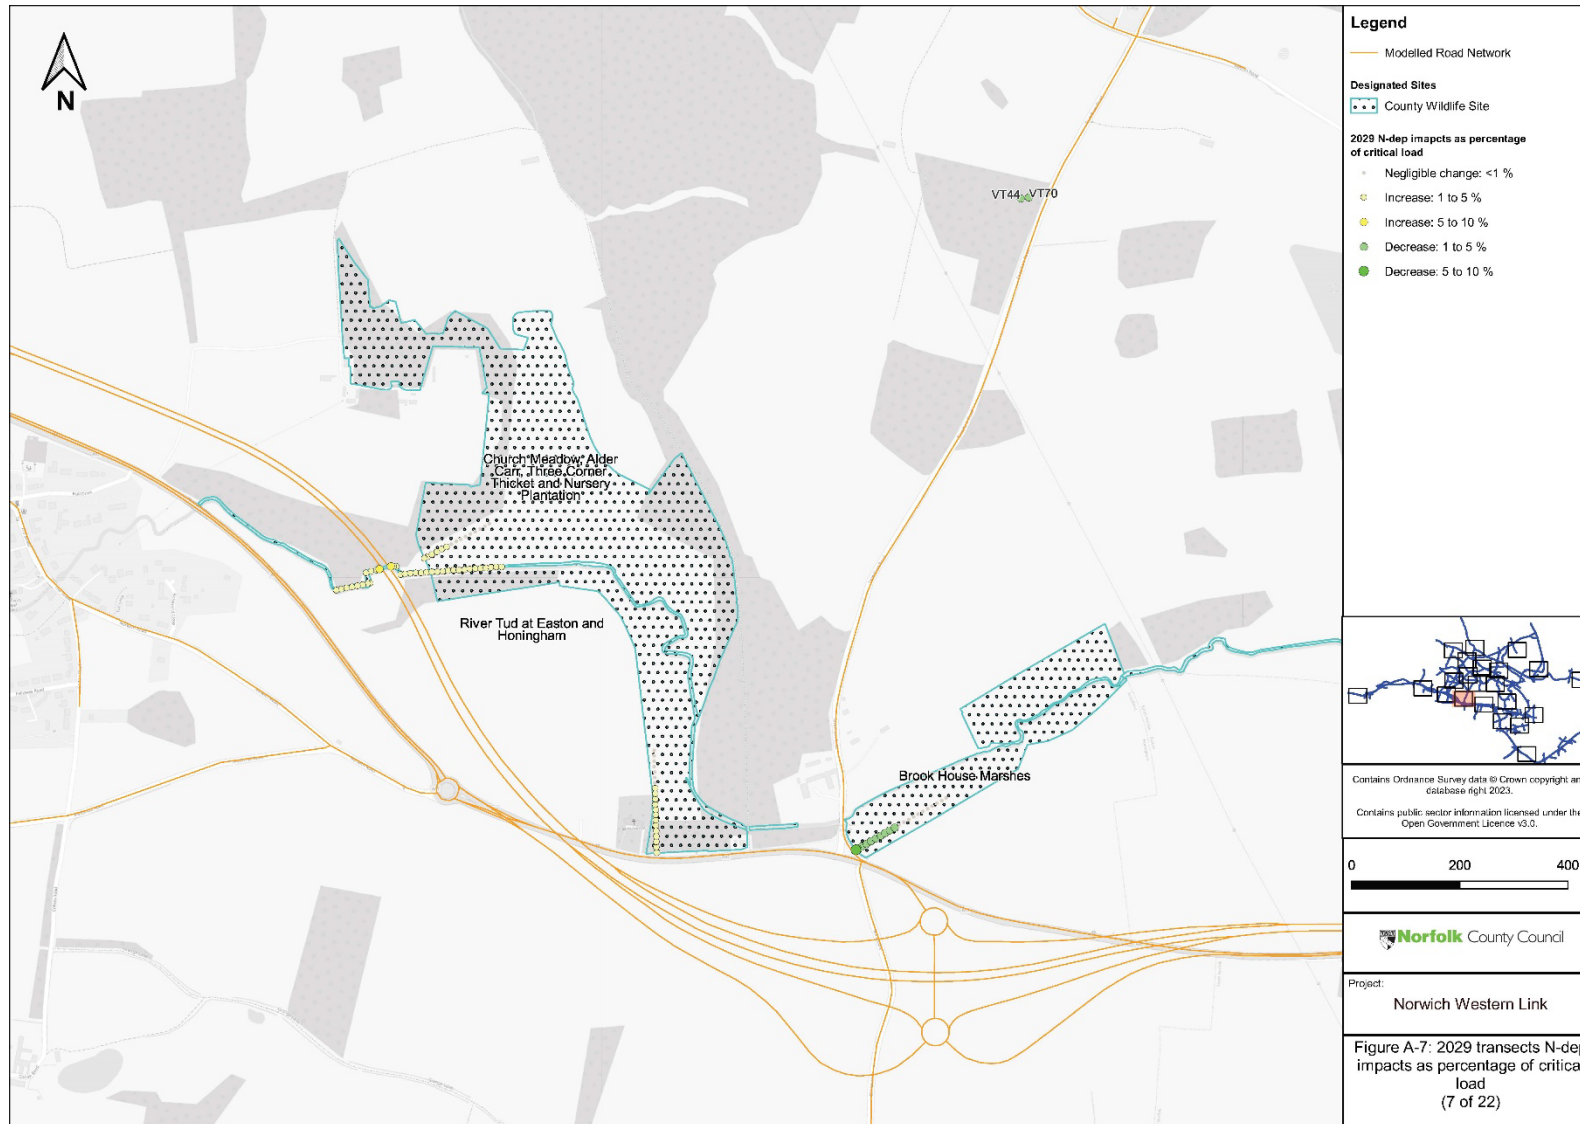 N
VT44
VT70
Church Meadow, Alder
Carr, Three Corner
Thicket and Nursery
Plantation
River Tud at Easton and
Honingham
Brook House Marshes
Legend
Modelled Road Network
Designated Sites
County Wildlife Site
2029 N-dep imapcts as percentage
of critical load
Negligible change: <1 %
Increase: 1 to 5 %
Increase: 5 to 10 %
Decrease: 1 to 5 %
Decrease: 5 to 10 %
Contains Ordnance Survey data © Crown copyright an
database right 2023.
Contains public sector information licensed under the
Open Government Licence v3.0.
0 200 400
Norfolk County Council
Project:
Norwich Western Link
Figure A-7: 2029 transects N-dep
impacts as percentage of critical
load
(7 of 22)